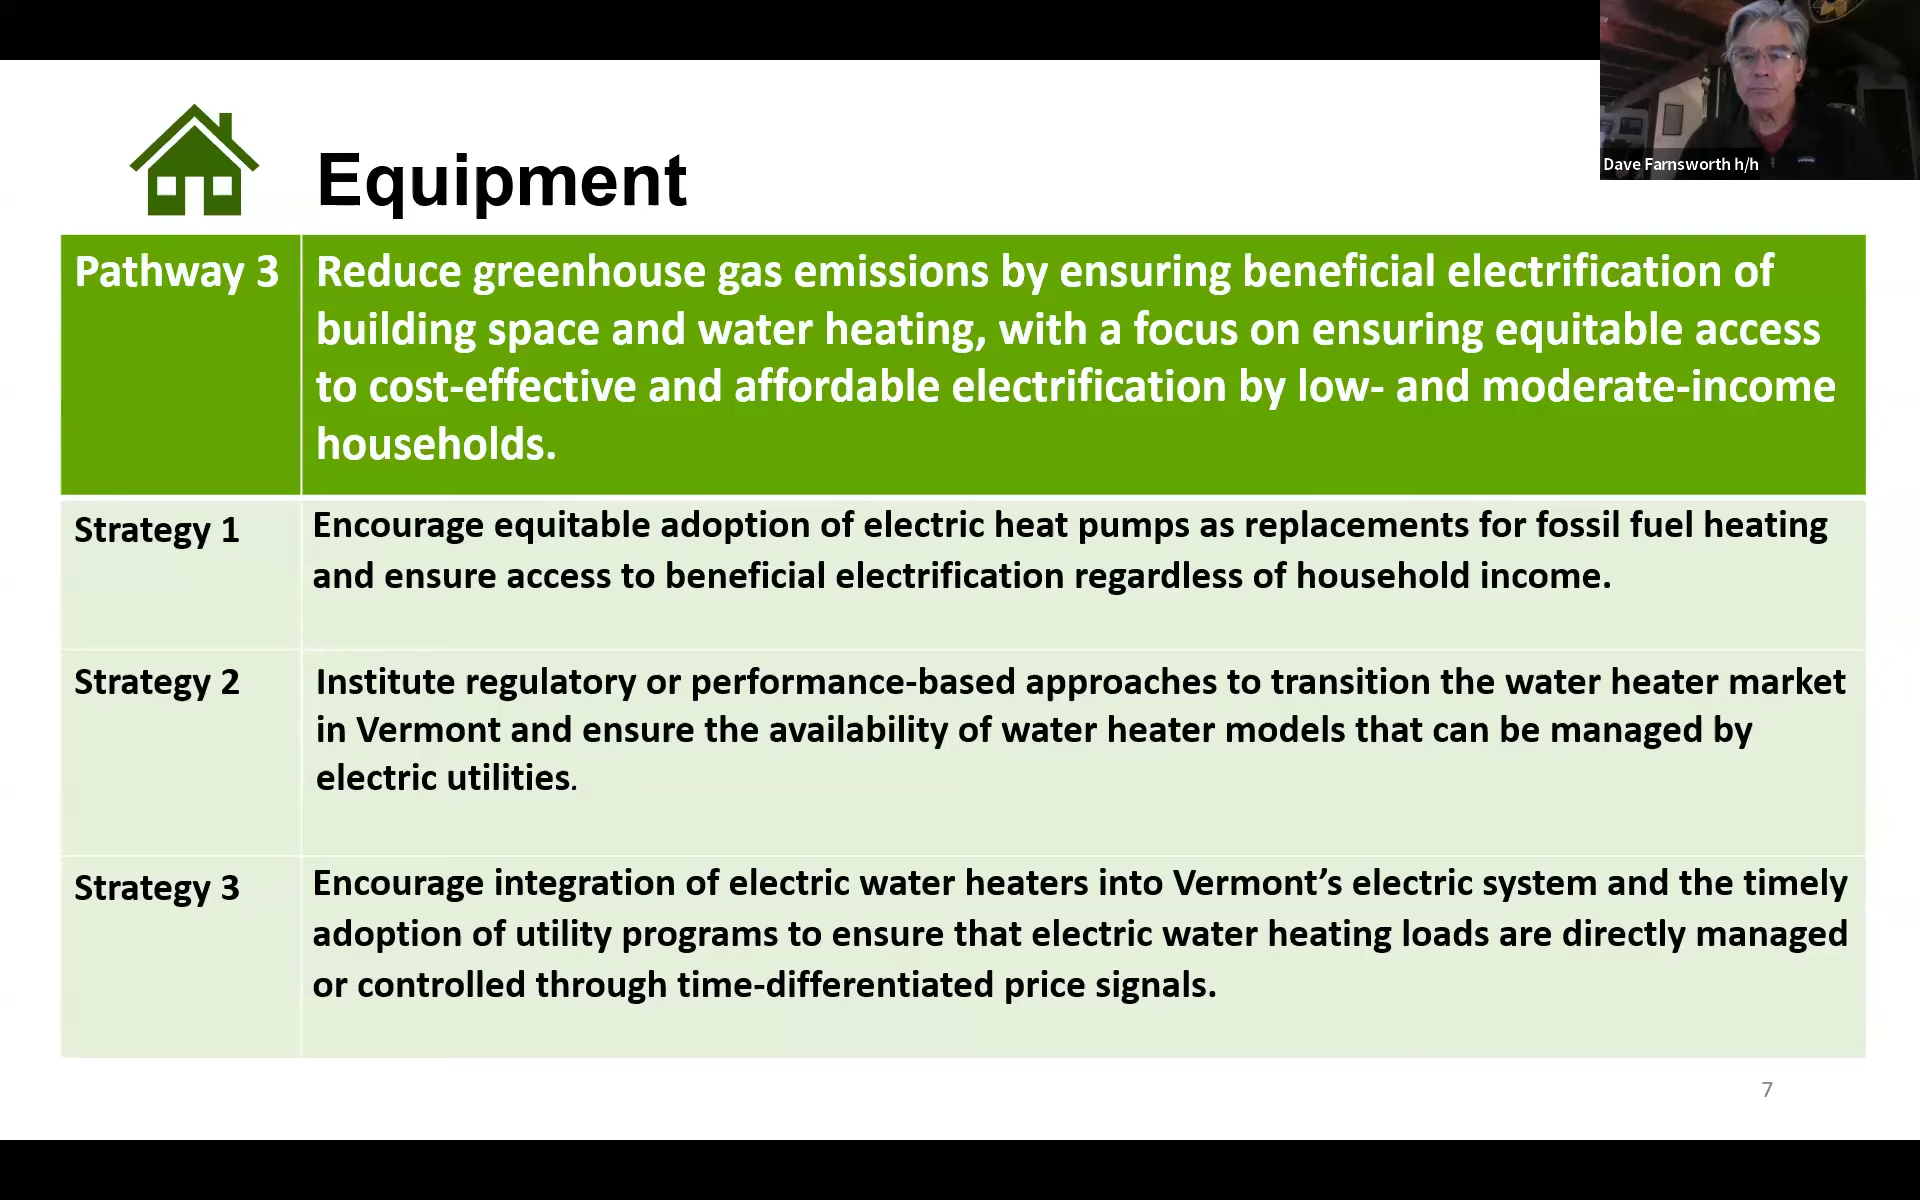 Dave Farnsworth h/h
Equipment
Pathway 3
Reduce greenhouse gas emissions by ensuring beneficial electrification of
building space and water heating, with a focus on ensuring equitable access
to cost-effective and affordable electrification by low- and moderate-income
households.
Strategy 1
Encourage equitable adoption of electric heat pumps as replacements for fossil fuel heating
and ensure access to beneficial electrification regardless of household income.
Strategy 2
Institute regulatory or performance-based approaches to transition the water heater market
in Vermont and ensure the availability of water heater models that can be managed by
electric utilities.
Strategy 3
Encourage integration of electric water heaters into Vermont’s electric system and the timely
adoption of utility programs to ensure that electric water heating loads are directly managed
or controlled through time-differentiated price signals.
7